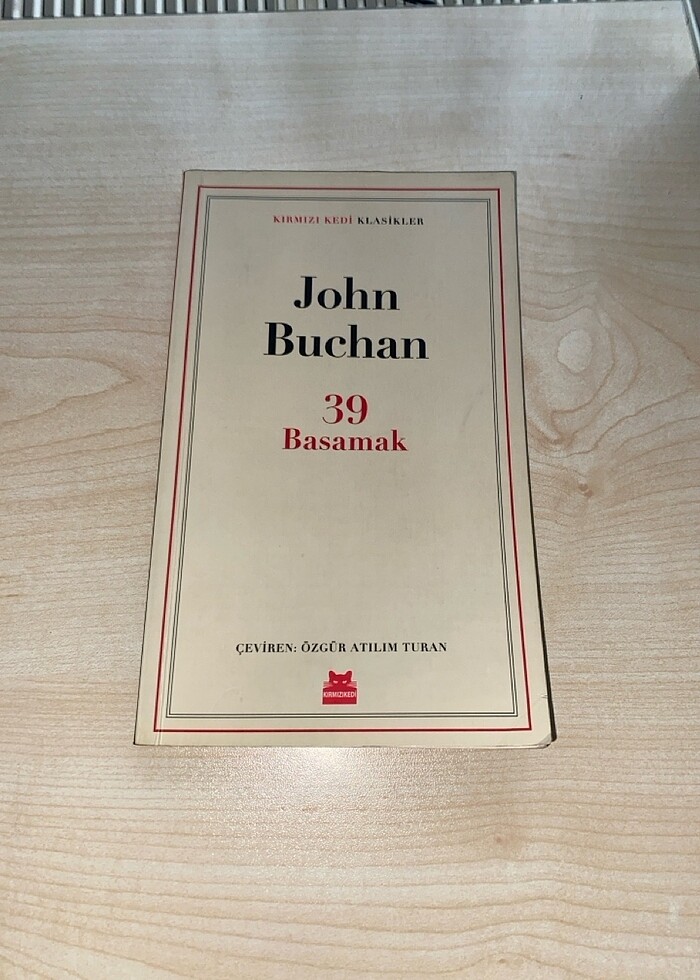 KIRMIZI KEDİ KLASİKLER
John
Buchan
39
Basamak
ÇEVİREN: ÖZGÜR ATILIM TURAN
KIRMIZIKEDİ